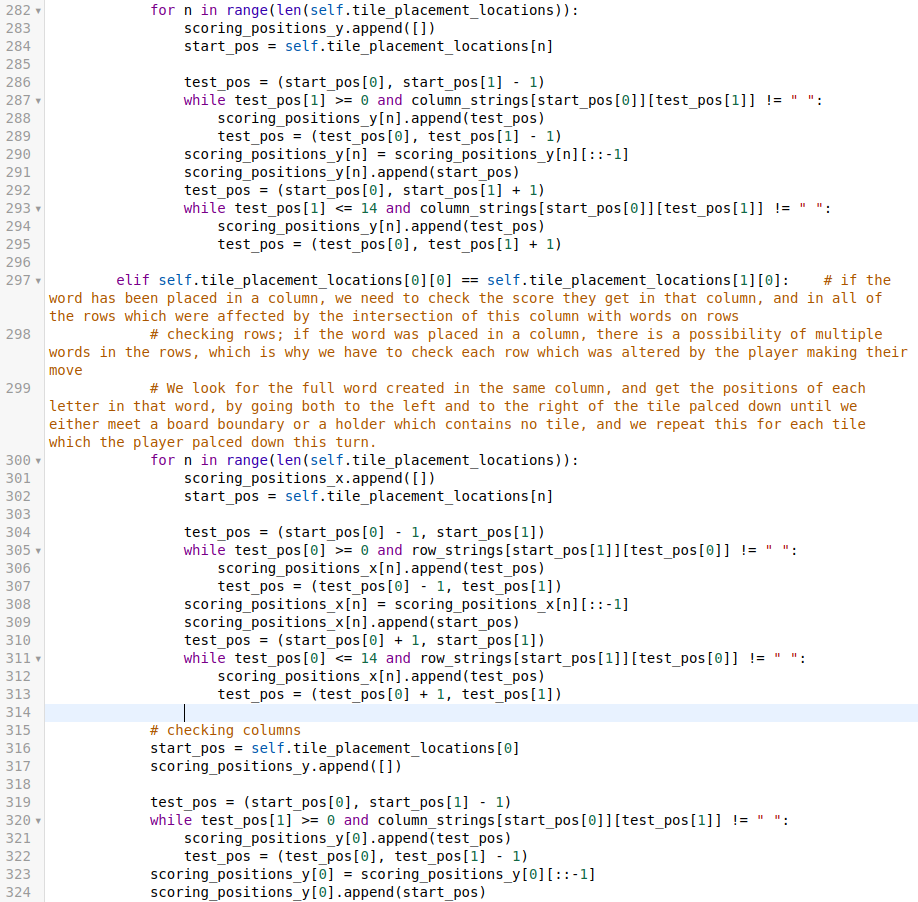 282 for n in range(len(self.tile_placement_locations)):
283 scoring_positions_y.append([])
284 start_pos = self.tile_placement_locations[n]
285
286 test_pos = (start_pos[0], start_pos[1] - 1)
287 while test_pos[1] >= 0 and column_strings[start_pos[0]][test_pos[1]] != " ":
288 scoring_positions_y[n].append(test_pos)
289 test_pos = (test_pos[0], test_pos[1] - 1)
290 scoring_positions_y[n] = scoring_positions_y[n][::-1]
291 scoring_positions_y[n].append(start_pos)
292 test_pos = (start_pos[0], start_pos[1] + 1)
293 while test_pos[1] <= 14 and column_strings[start_pos[0]][test_pos[1]] != " ":
294 scoring_positions_y[n].append(test_pos)
295 test_pos = (test_pos[0], test_pos[1] + 1)
296
297 elif self.tile_placement_locations[0][0] == self.tile_placement_locations[1][0]: # if the
word has been placed in a column, we need to check the score they get in that column, and in all of
the rows which were affected by the intersection of this column with words on rows
298 # checking rows; if the word was placed in a column, there is a possibility of multiple
words in the rows, which is why we have to check each row which was altered by the player making their
move
299 # We look for the full word created in the same column, and get the positions of each
letter in that word, by going both to the left and to the right of the tile palced down until we
either meet a board boundary or a holder which contains no tile, and we repeat this for each tile
which the player palced down this turn.
300 for n in range(len(self.tile_placement_locations)):
301 scoring_positions_x.append([])
302 start_pos = self.tile_placement_locations[n]
303
304 test_pos = (start_pos[0] - 1, start_pos[1])
305 while test_pos[0] >= 0 and row_strings[start_pos[1]][test_pos[0]] != " ":
306 scoring_positions_x[n].append(test_pos)
307 test_pos = (test_pos[0] - 1, test_pos[1])
308 scoring_positions_x[n] = scoring_positions_x[n][::-1]
309 scoring_positions_x[n].append(start_pos)
310 test_pos = (start_pos[0] + 1, start_pos[1])
311 while test_pos[0] <= 14 and row_strings[start_pos[1]][test_pos[0]] != " ":
312 scoring_positions_x[n].append(test_pos)
313 test_pos = (test_pos[0] + 1, test_pos[1])
314
315 # checking columns
316 start_pos = self.tile_placement_locations[0]
317 scoring_positions_y.append([])
318
319 test_pos = (start_pos[0], start_pos[1] - 1)
320 while test_pos[1] >= 0 and column_strings[start_pos[0]][test_pos[1]] != " ":
321 scoring_positions_y[0].append(test_pos)
322 test_pos = (test_pos[0], test_pos[1] - 1)
323 scoring_positions_y[0] = scoring_positions_y[0][::-1]
324 scoring_positions_y[0].append(start_pos)